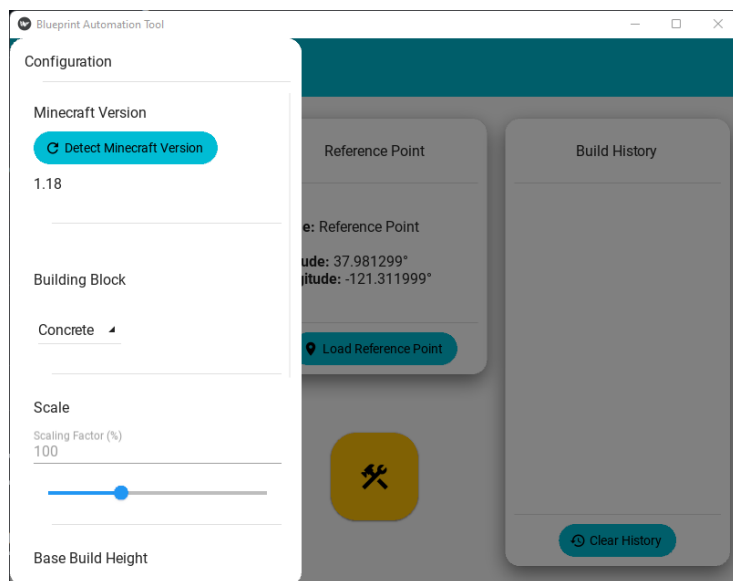 Blueprint Automation Tool
Configuration
Minecraft Version
Detect Minecraft Version
1.18
Building Block
Concrete
Scale
Scaling Factor (%)
100
Base Build Height
Reference Point
e: Reference Point
ude: 37.981299°
gitude: -121.311999°
Load Reference Point
Build History
Clear History